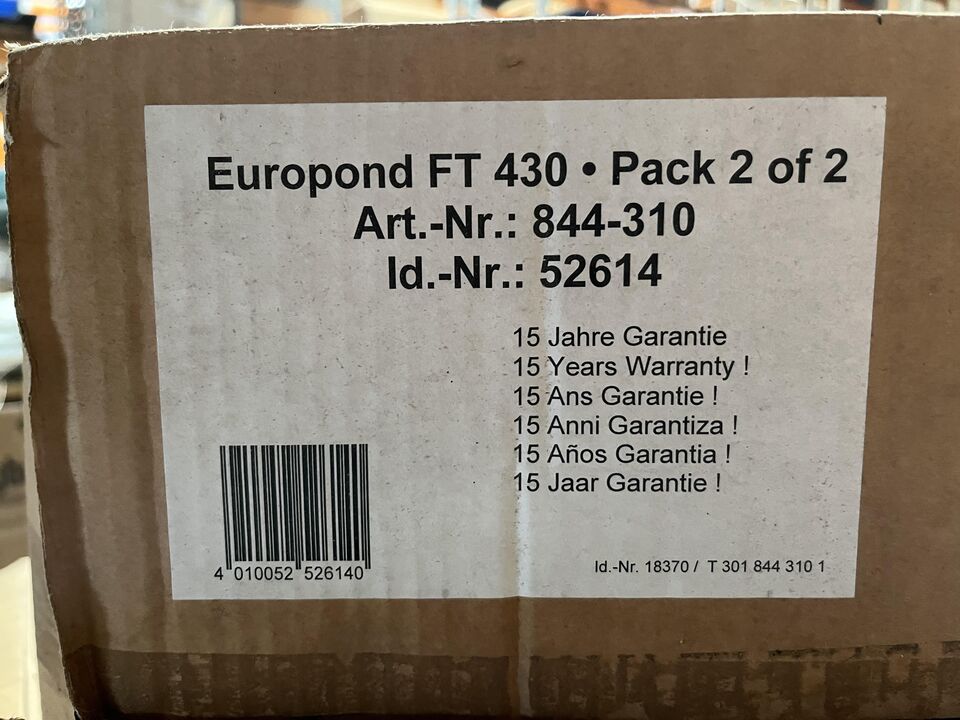 Europond FT 430 • Pack 2 of 2
Art.-Nr.: 844-310
Id.-Nr.: 52614
15 Jahre Garantie
15 Years Warranty !
15 Ans Garantie !
15 Anni Garantiza !
15 Años Garantia !
15 Jaar Garantie !
4 010052 526140
Id.-Nr. 18370 / T 301 844 310 1